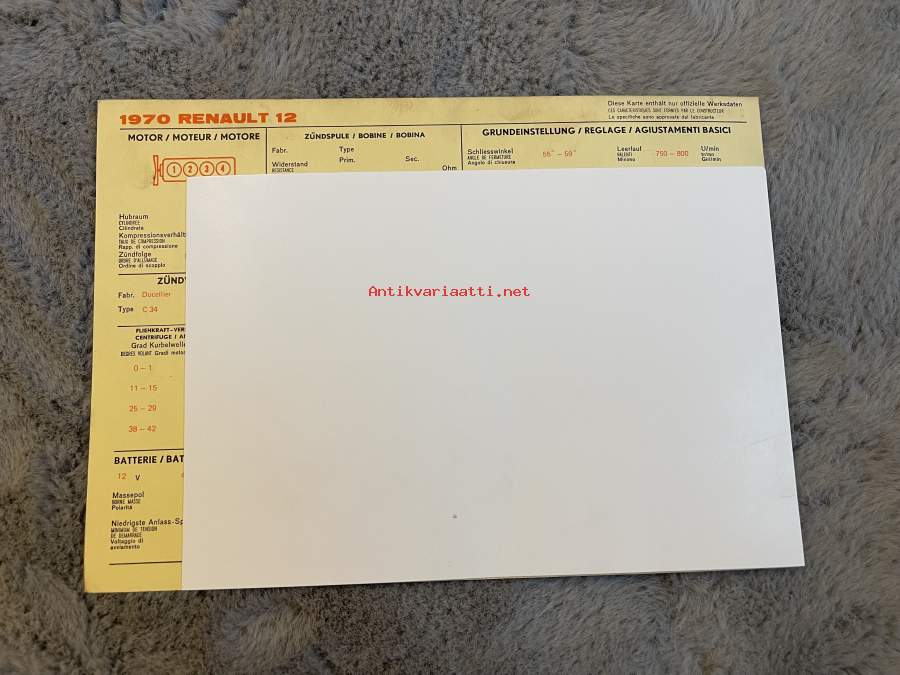 1970 RENAULT 12
Diese Karte enthält nur offizielle Werksdaten
LES CARACTERISTIQUES SONT FORMEES PAR LE CONSTRUCTEUR
Le specifiche sono approvate dal fabricante
MOTOR / MOTEUR / MOTORE
1 2 3 4
Hubraum
CYLINDREE
Cilindrata
Kompressionsverhält
TAUX DE COMPRESSION
Rapp. di compressione
Zündfolge
ORDRE D'ALLUMAGE
Ordine di scoppio
ZÜNDSPULE / BOBINE / BOBINA
Fabr. Type
Widerstand Prim. Sec.
RESISTANCE Ohm
GRUNDEINSTELLUNG / REGLAGE / AGIUSTAMENTI BASICI
Schliesswinkel 55° – 59° Leerlauf 750 – 800 U/min
ANGLE DE FERMETURE RALENTI tr/mn
Angolo di chiusura Minimo Giri/min
ZÜND
Fabr. Ducellier
Type C 34
FLIEHKRAFT-VER
CENTRIFUGE / A
Grad Kurbelwelle
DEGRES VOLANT Gradi motor
0 – 1
11 – 15
25 – 29
38 – 42
BATTERIE / BAT
12 V
Massepol
BORNE MASSE
Polarità
Niedrigste Anlass-Sp
MINIMUM DE TENSION
DE DEMARRAGE
Voltaggio di
avviamento
Antikvariaatti.net